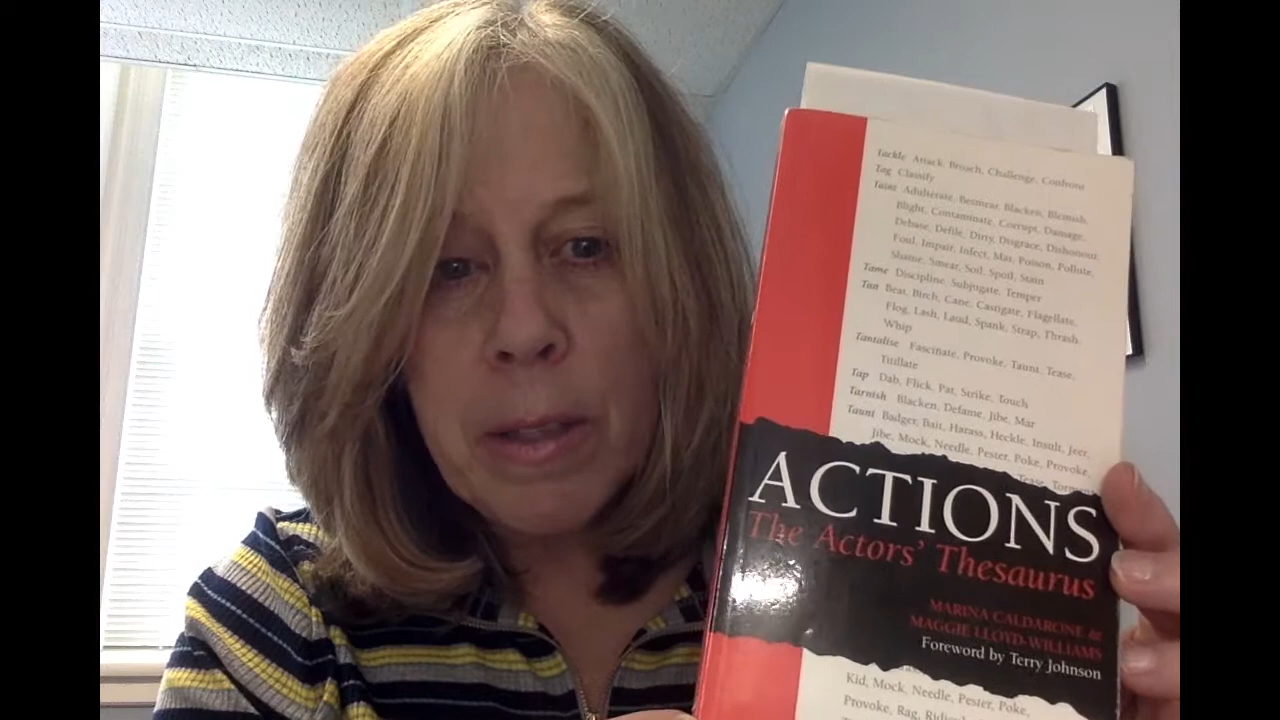 Tackle Attack, Broach, Challenge, Confront
Tag Classify
Taint Adulterate, Besmear, Blacken, Blemish,
Blight, Contaminate, Corrupt, Damage,
Debase, Defile, Dirty, Disgrace, Dishonour,
Foul, Impair, Infect, Mar, Poison, Pollute,
Shame, Smear, Soil, Spoil, Stain
Tame Discipline, Subjugate, Temper
Tan Beat, Birch, Cane, Castigate, Flagellate,
Flog, Lash, Laud, Spank, Strap, Thrash,
Whip
Tantalise Fascinate, Provoke, Taunt, Tease,
Titillate
Tap Dab, Flick, Pat, Strike, Touch
Tarnish Blacken, Defame, Jibe, Mar
Taunt Badger, Bait, Harass, Heckle, Insult, Jeer,
Jibe, Mock, Needle, Pester, Poke, Provoke,
Tease, Torment
ACTIONS
The Actors' Thesaurus
MARINA CALDARONE &
MAGGIE LLOYD-WILLIAMS
Foreword by Terry Johnson
Kid, Mock, Needle, Pester, Poke,
Provoke, Rag,